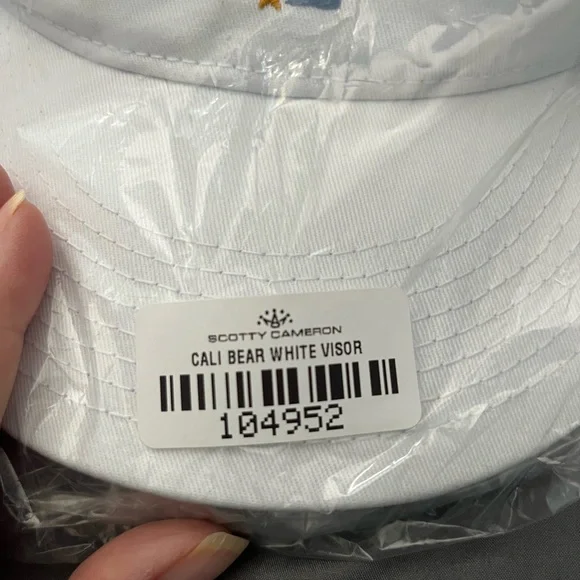 SCOTTY CAMERON
CALI BEAR WHITE VISOR
104952